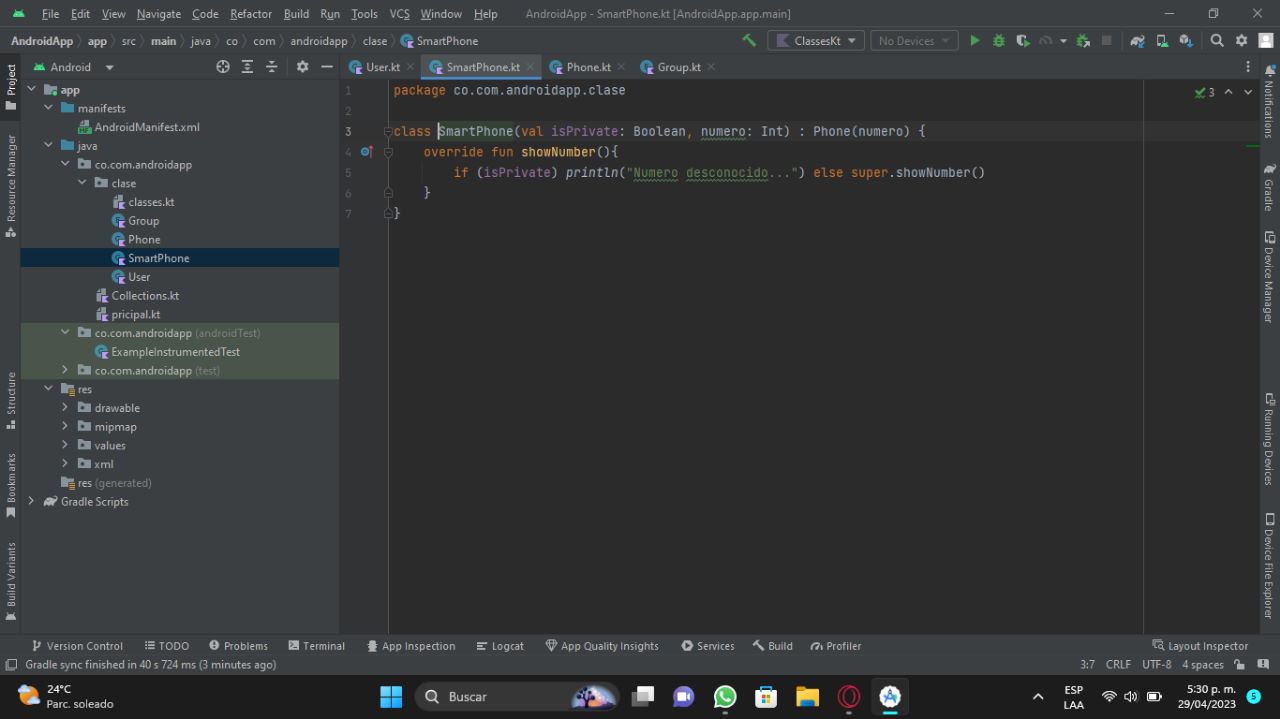 File Edit View Navigate Code Refactor Build Run Tools VCS Window Help AndroidApp - SmartPhone.kt [AndroidApp.app.main]
AndroidApp app src main java co com androidapp clase SmartPhone ClassesKt No Devices
Project
Android
User.kt SmartPhone.kt Phone.kt Group.kt
Notifications
app
manifests
AndroidManifest.xml
java
co.com.androidapp
clase
classes.kt
Group
Phone
SmartPhone
User
Collections.kt
pricipal.kt
co.com.androidapp (androidTest)
ExampleInstrumentedTest
co.com.androidapp (test)
res
drawable
mipmap
values
xml
res (generated)
Gradle Scripts
Resource Manager
Structure
Bookmarks
Build Variants
3
1 package co.com.androidapp.clase
2
3 class SmartPhone(val isPrivate: Boolean, numero: Int) : Phone(numero) {
4 override fun showNumber(){
5 if (isPrivate) println("Numero desconocido...") else super.showNumber()
6 }
7 }
Gradle
Device Manager
Running Devices
Device File Explorer
Version Control TODO Problems Terminal App Inspection Logcat App Quality Insights Services Build Profiler Layout Inspector
Gradle sync finished in 40 s 724 ms (3 minutes ago) 3:7 CRLF UTF-8 4 spaces
24°C
Parc. soleado
Buscar
ESP
LAA
5:30 p. m.
29/04/2023
5